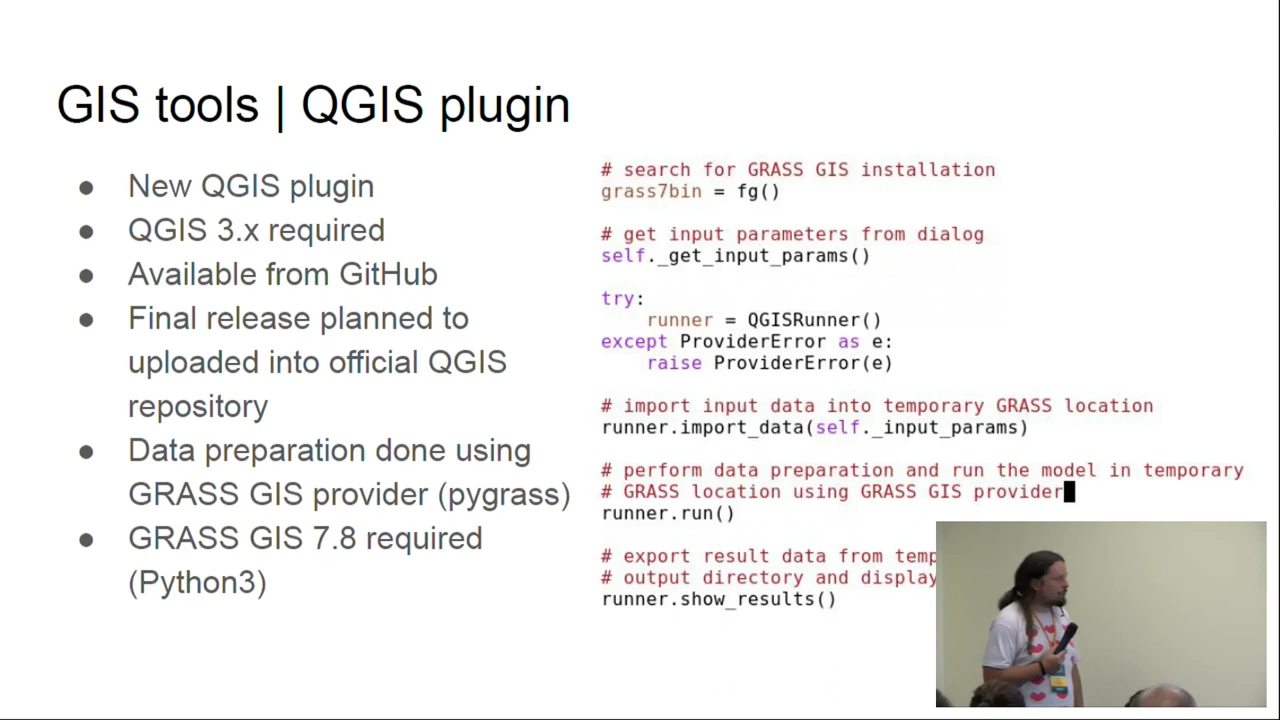 GIS tools | QGIS plugin
● New QGIS plugin
● QGIS 3.x required
● Available from GitHub
● Final release planned to
uploaded into official QGIS
repository
● Data preparation done using
GRASS GIS provider (pygrass)
● GRASS GIS 7.8 required
(Python3)
# search for GRASS GIS installation
grass7bin = fg()
# get input parameters from dialog
self._get_input_params()
try:
    runner = QGISRunner()
except ProviderError as e:
    raise ProviderError(e)
# import input data into temporary GRASS location
runner.import_data(self._input_params)
# perform data preparation and run the model in temporary
# GRASS location using GRASS GIS provider
runner.run()
# export result data from temp
# output directory and display
runner.show_results()